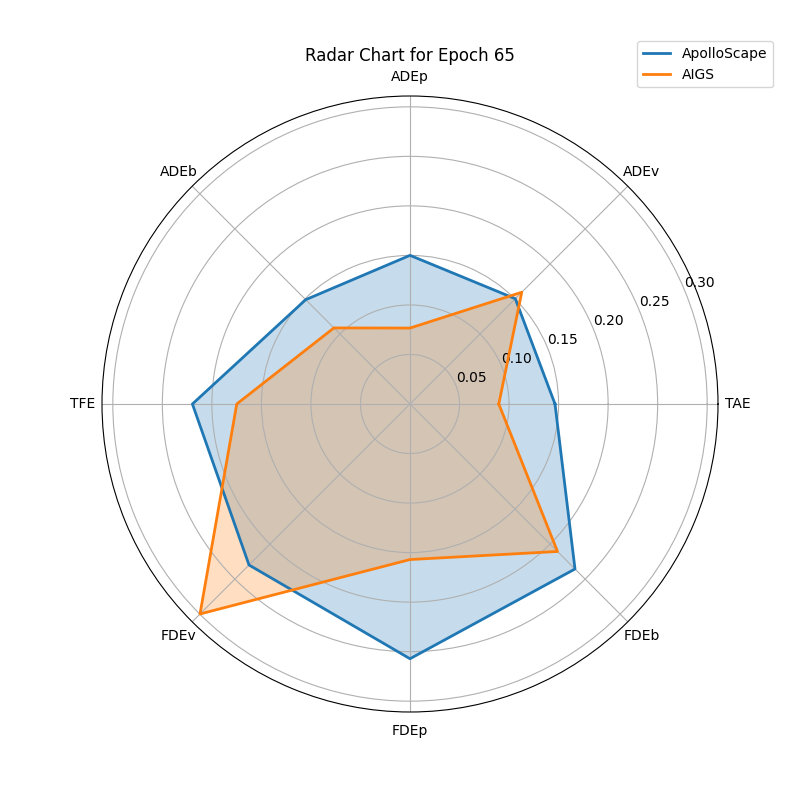 Radar Chart for Epoch 65
ApolloScape
AIGS
ADEp
ADEb
ADEv
0.30
0.25
0.20
0.15
0.10
0.05
TFE
TAE
FDEv
FDEb
FDEp